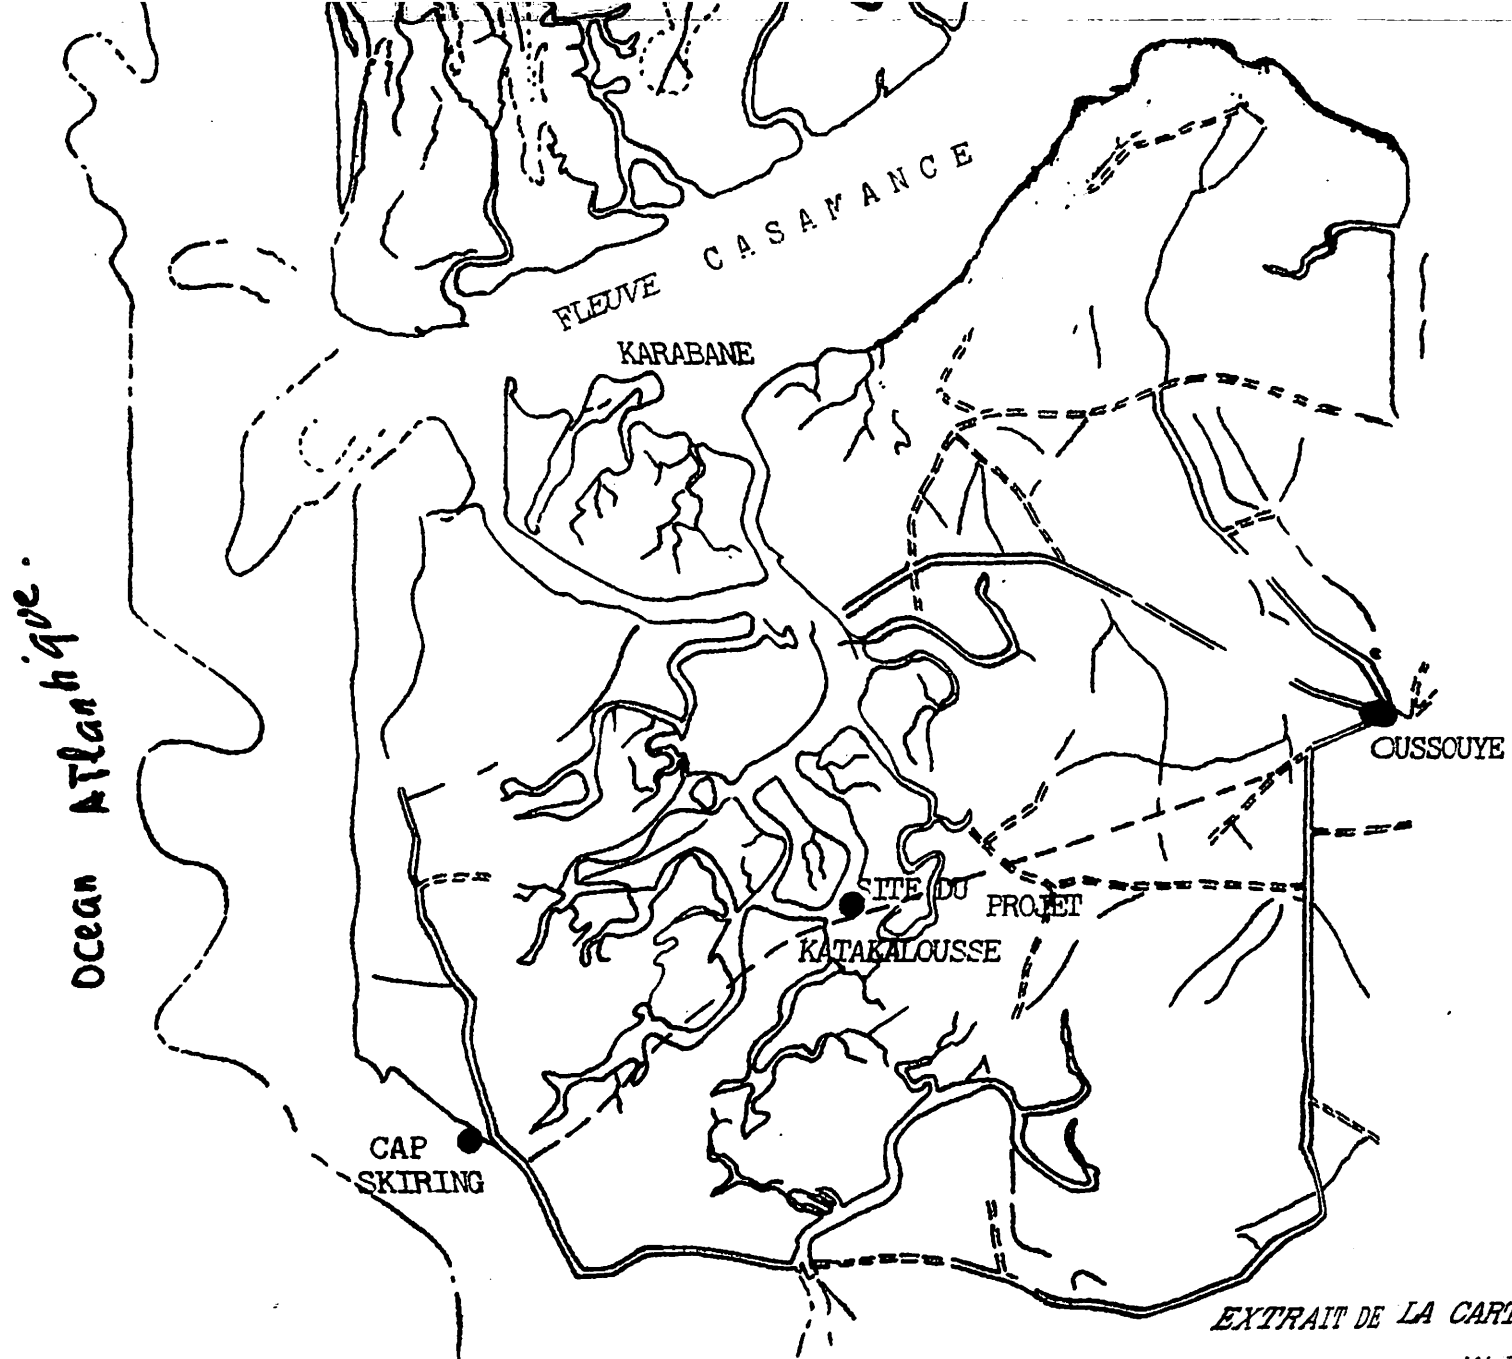 FLEUVE CASAMANCE
KARABANE
Ocean ATlantique.
OUSSOUYE
SITE DU PROJET
KATAKALOUSSE
CAP
SKIRING
EXTRAIT DE LA CART